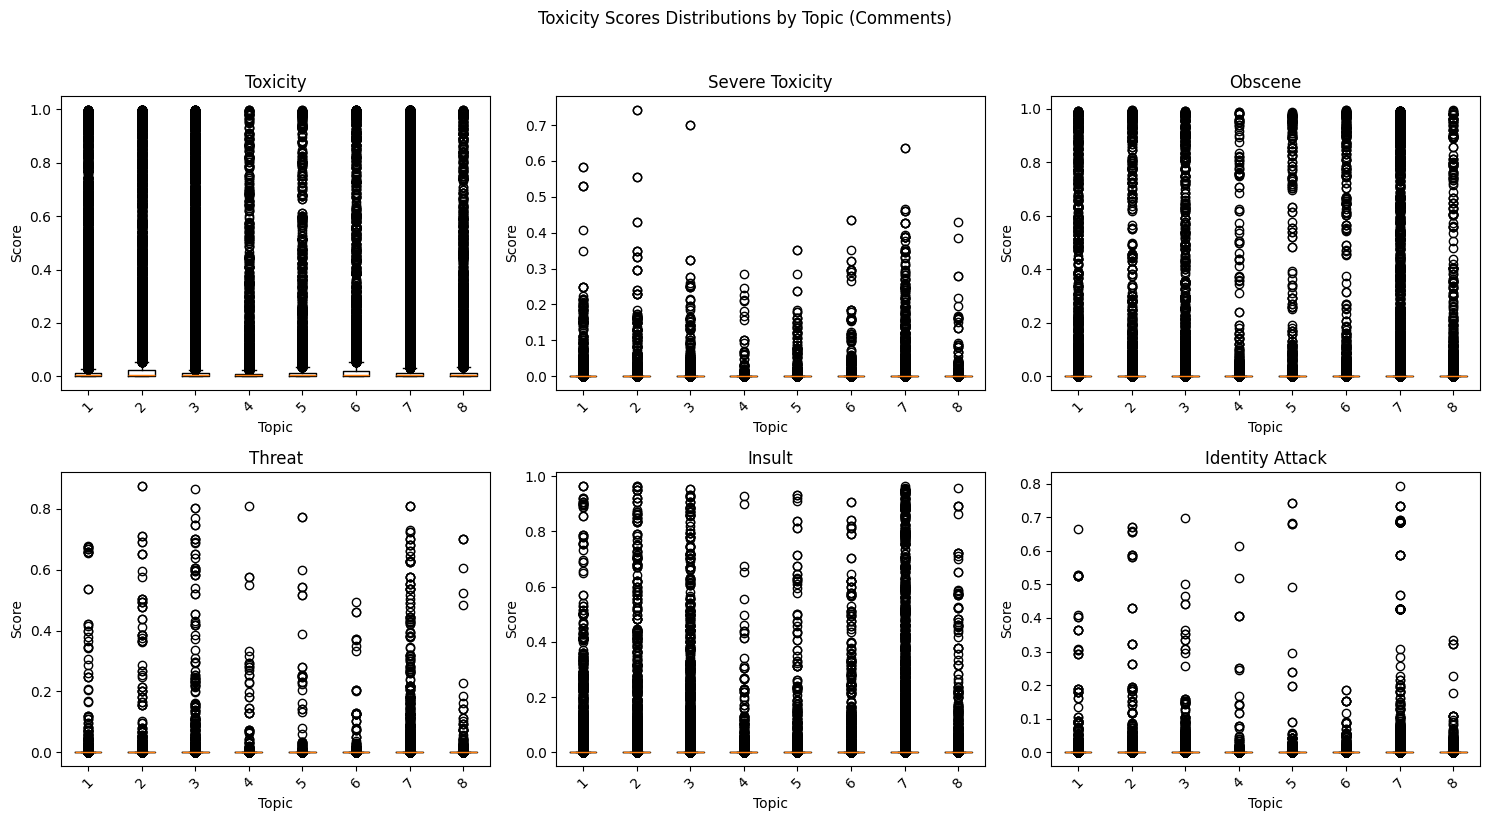 Toxicity Scores Distributions by Topic (Comments)
Toxicity
Score
1.0
0.8
0.6
0.4
0.2
0.0
1 2 3 4 5 6 7 8
Topic
Severe Toxicity
Score
0.7
0.6
0.5
0.4
0.3
0.2
0.1
0.0
1 2 3 4 5 6 7 8
Topic
Obscene
Score
1.0
0.8
0.6
0.4
0.2
0.0
1 2 3 4 5 6 7 8
Topic
Threat
Score
0.8
0.6
0.4
0.2
0.0
1 2 3 4 5 6 7 8
Topic
Insult
Score
1.0
0.8
0.6
0.4
0.2
0.0
1 2 3 4 5 6 7 8
Topic
Identity Attack
Score
0.8
0.7
0.6
0.5
0.4
0.3
0.2
0.1
0.0
1 2 3 4 5 6 7 8
Topic